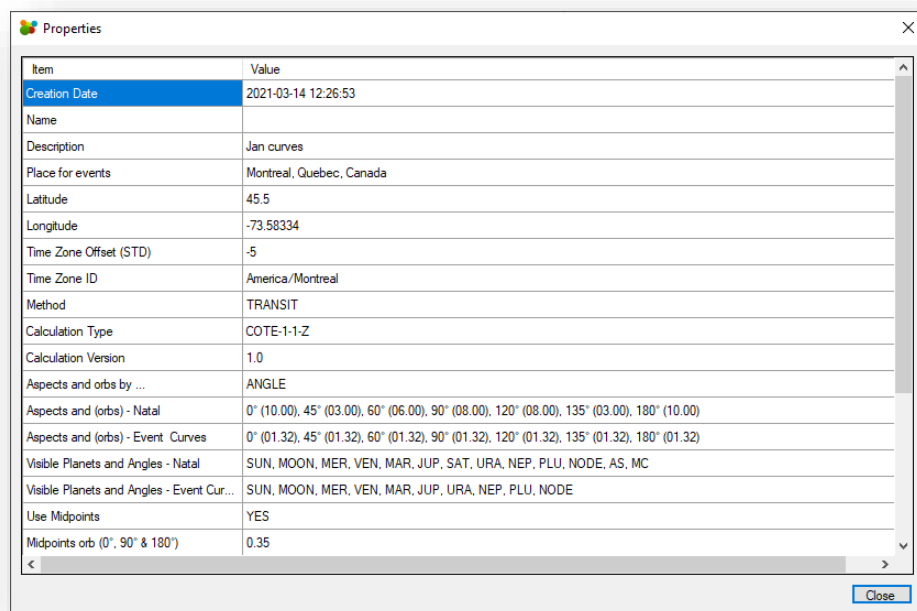 Properties
Item Value
Creation Date 2021-03-14 12:26:53
Name
Description Jan curves
Place for events Montreal, Quebec, Canada
Latitude 45.5
Longitude -73.58334
Time Zone Offset (STD) -5
Time Zone ID America/Montreal
Method TRANSIT
Calculation Type COTE-1-1-Z
Calculation Version 1.0
Aspects and orbs by ... ANGLE
Aspects and (orbs) - Natal 0° (10.00), 45° (03.00), 60° (06.00), 90° (08.00), 120° (08.00), 135° (03.00), 180° (10.00)
Aspects and (orbs) - Event Curves 0° (01.32), 45° (01.32), 60° (01.32), 90° (01.32), 120° (01.32), 135° (01.32), 180° (01.32)
Visible Planets and Angles - Natal SUN, MOON, MER, VEN, MAR, JUP, SAT, URA, NEP, PLU, NODE, AS, MC
Visible Planets and Angles - Event Cur... SUN, MOON, MER, VEN, MAR, JUP, URA, NEP, PLU, NODE
Use Midpoints YES
Midpoints orb (0°, 90° & 180°) 0.35
Close